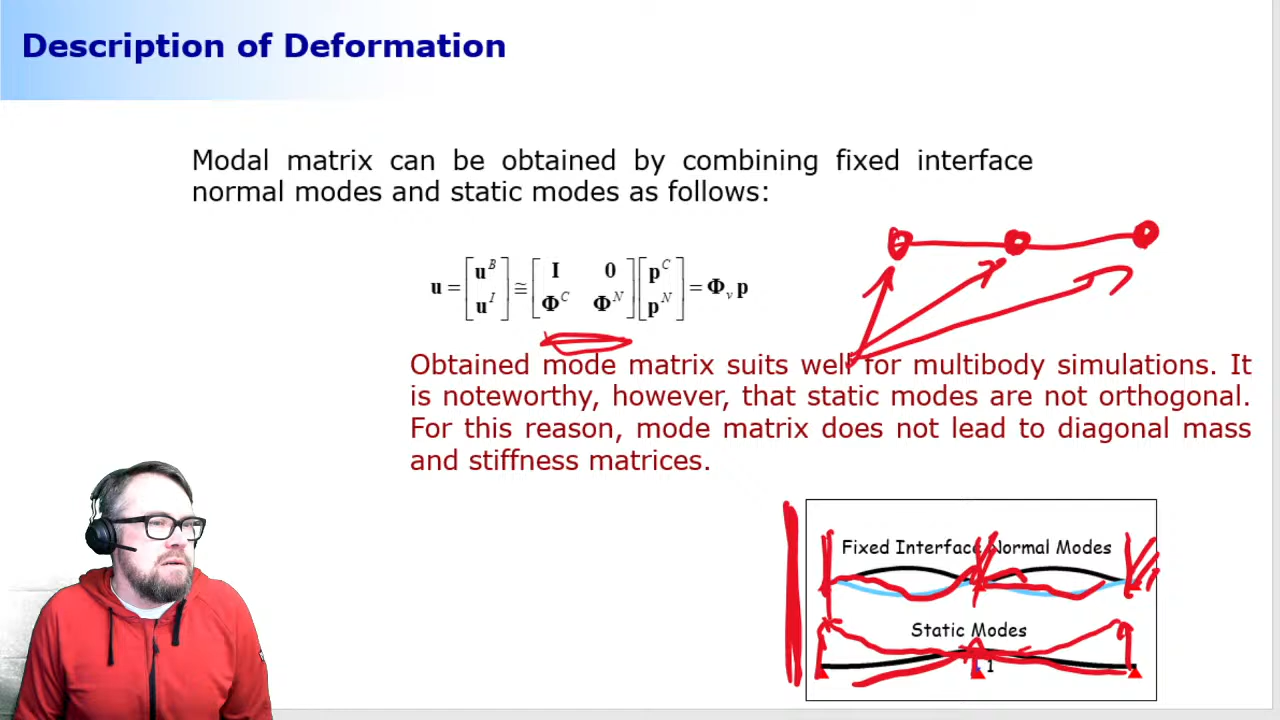 Description of Deformation
Modal matrix can be obtained by combining fixed interface
normal modes and static modes as follows:
u = [u^B; u^I] ≅ [I 0; Φ^C Φ^N] [p^C; p^N] = Φ_v p
Obtained mode matrix suits well for multibody simulations. It
is noteworthy, however, that static modes are not orthogonal.
For this reason, mode matrix does not lead to diagonal mass
and stiffness matrices.
Fixed Interface Normal Modes
Static Modes
1